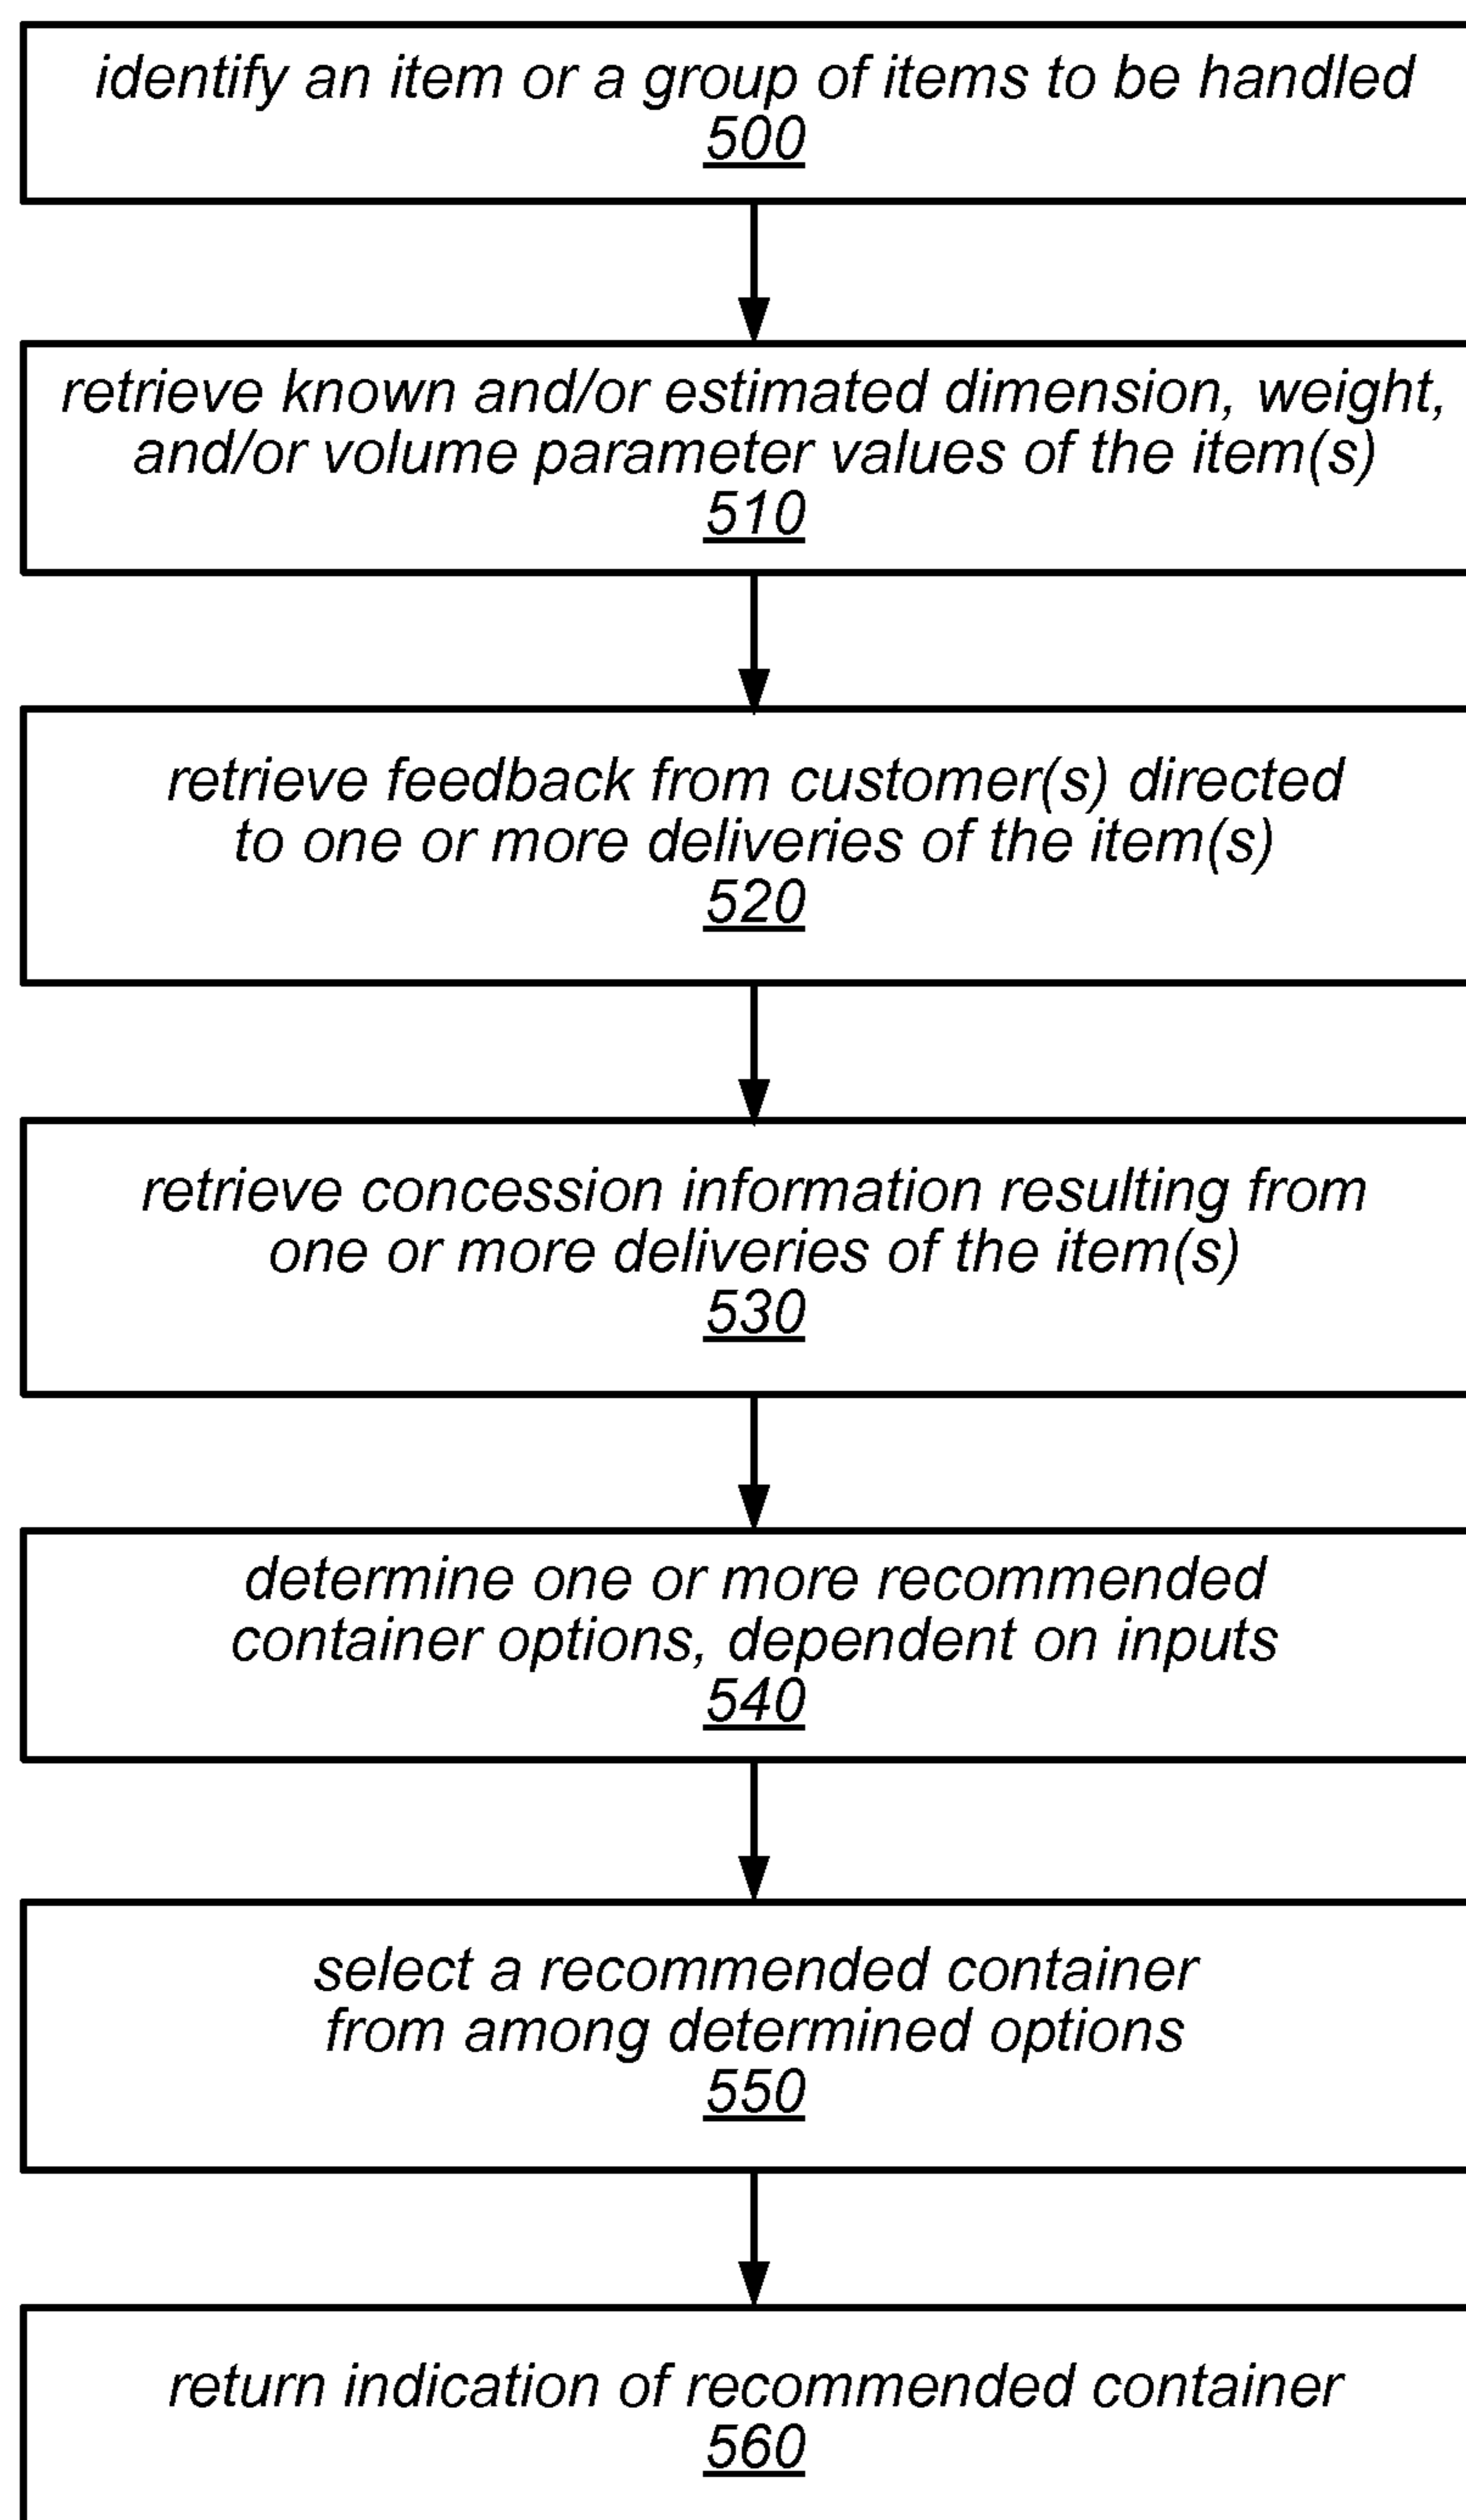 identify an item or a group of items to be handled
500
retrieve known and/or estimated dimension, weight,
and/or volume parameter values of the item(s)
510
retrieve feedback from customer(s) directed
to one or more deliveries of the item(s)
520
retrieve concession information resulting from
one or more deliveries of the item(s)
530
determine one or more recommended
container options, dependent on inputs
540
select a recommended container
from among determined options
550
return indication of recommended container
560